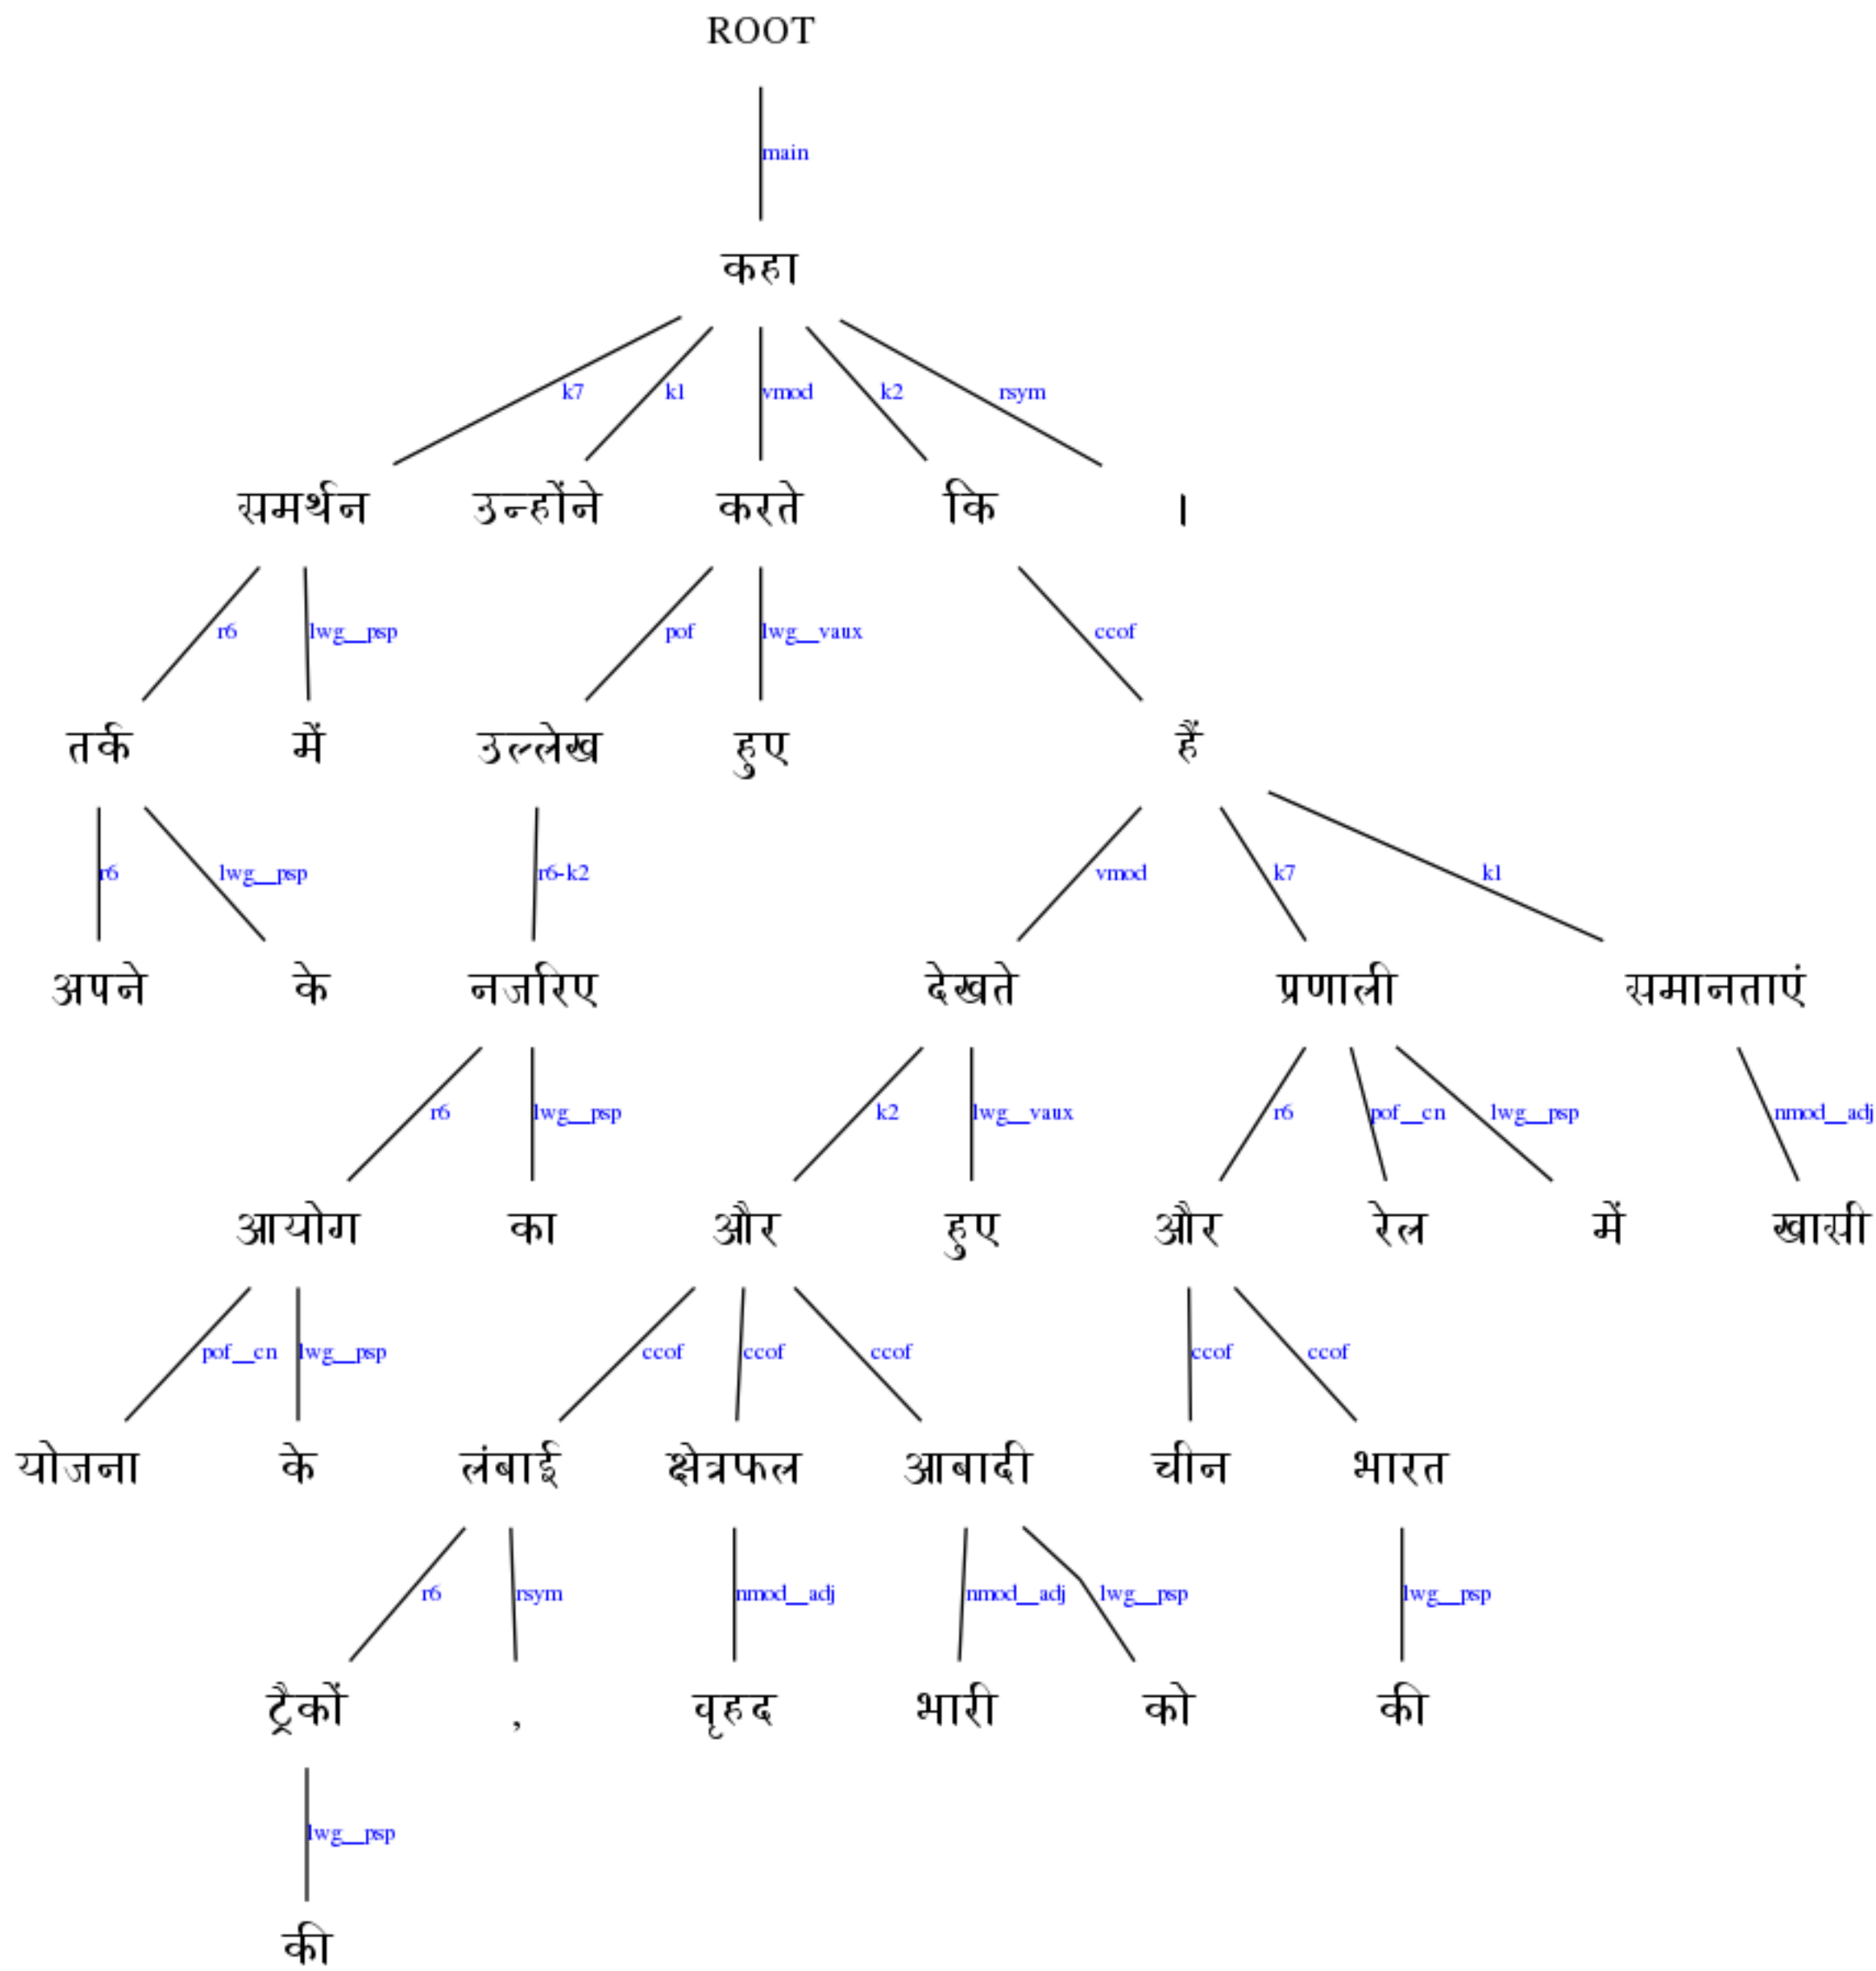 ROOT
main
कहा
k7 k1 vmod k2 rsym
समर्थन उन्होंने करते कि ।
r6 lwg__psp pof lwg__vaux ccof
तर्क में उल्लेख हुए हैं
r6 lwg__psp r6-k2 vmod k7 k1
अपने के नजरिए देखते प्रणाली समानताएं
r6 lwg__psp k2 lwg__vaux r6 pof__cn lwg__psp nmod__adj
आयोग का और हुए और रेल में खासी
pof__cn lwg__psp ccof ccof ccof ccof ccof
योजना के लंबाई क्षेत्रफल आबादी चीन भारत
r6 rsym nmod__adj nmod__adj lwg__psp lwg__psp
ट्रैकों , वृहद भारी को की
lwg__psp
की